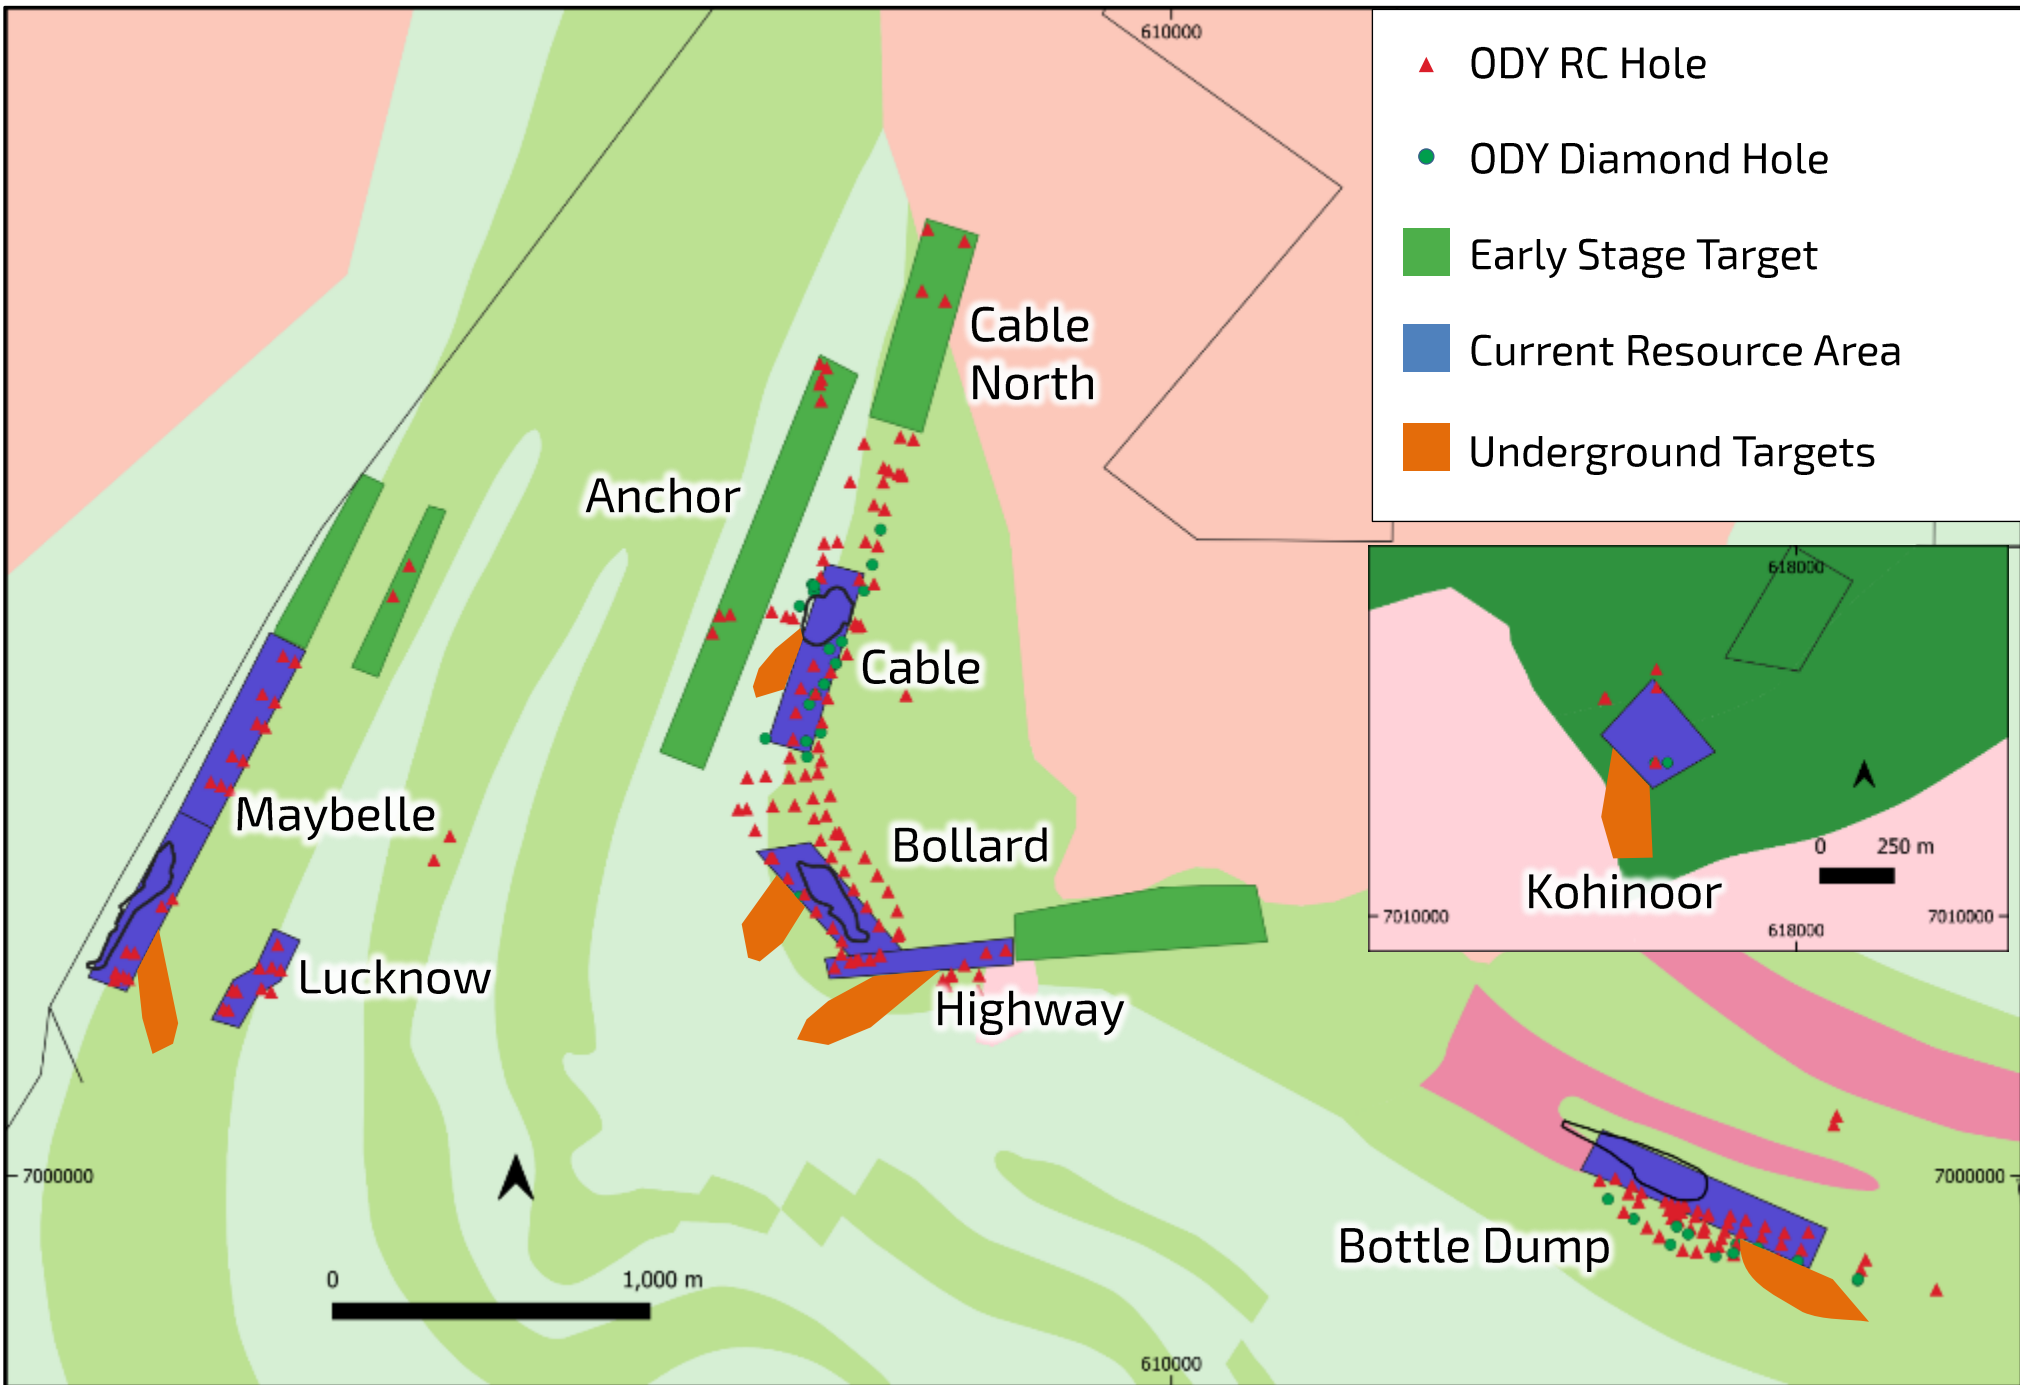 610000
ODY RC Hole
ODY Diamond Hole
Early Stage Target
Current Resource Area
Underground Targets
Cable
North
Anchor
Cable
Maybelle
Bollard
Lucknow
Highway
618000
0 250 m
Kohinoor
7010000 7010000
618000
7000000 7000000
Bottle Dump
0 1,000 m
610000